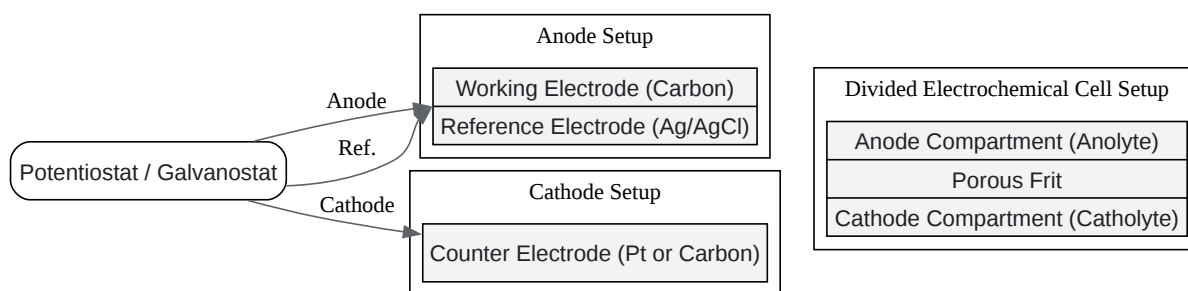 Anode Setup
Working Electrode (Carbon)
Reference Electrode (Ag/AgCl)
Anode
Ref.
Potentiostat / Galvanostat
Cathode
Cathode Setup
Counter Electrode (Pt or Carbon)
Divided Electrochemical Cell Setup
Anode Compartment (Anolyte)
Porous Frit
Cathode Compartment (Catholyte)